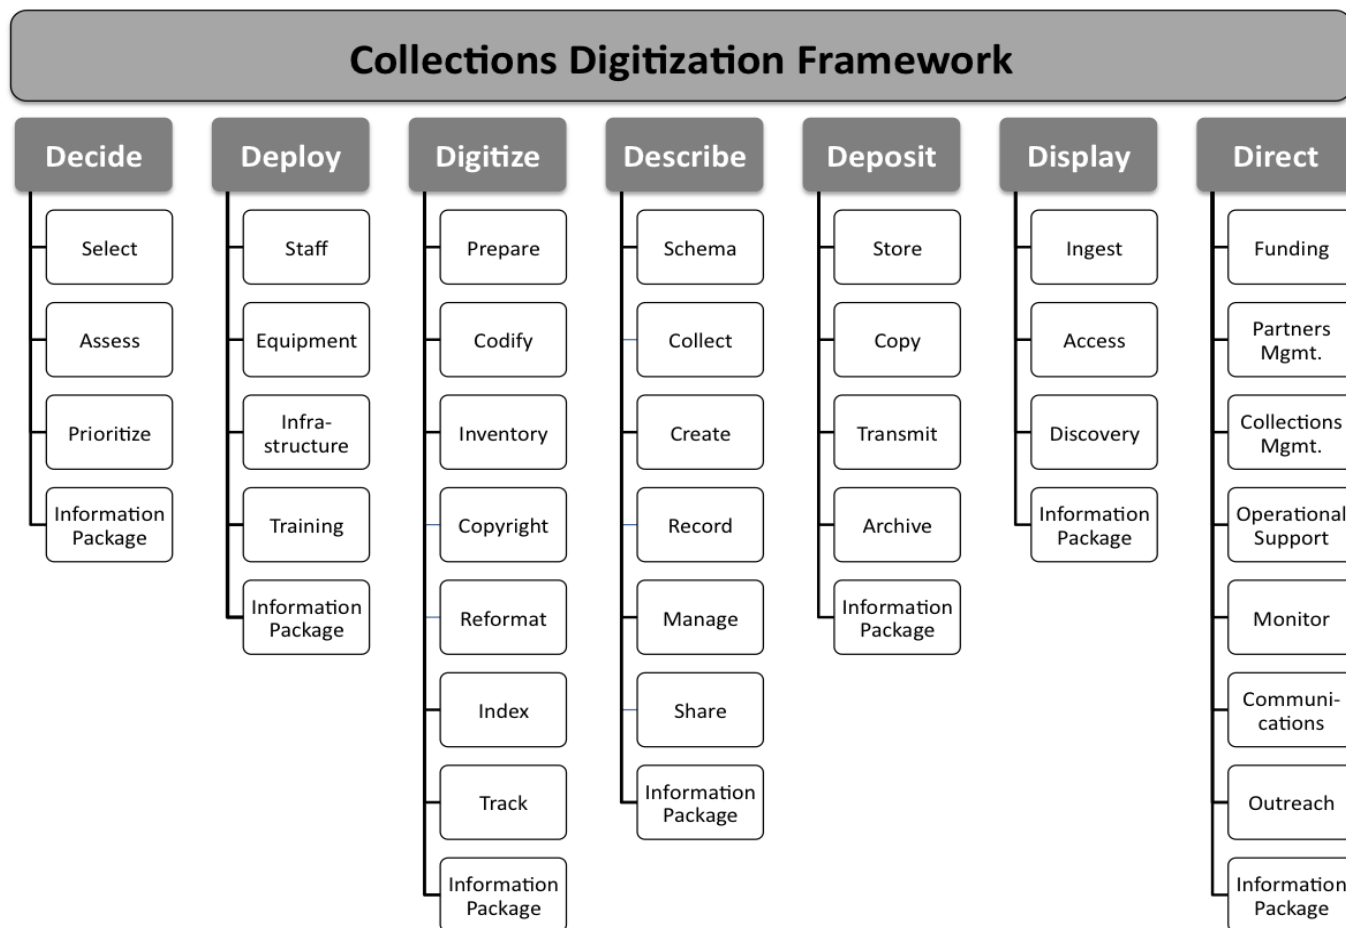 Collections Digitization Framework
Decide
Select
Assess
Prioritize
Information
Package
Deploy
Staff
Equipment
Infra-
structure
Training
Information
Package
Digitize
Prepare
Codify
Inventory
Copyright
Reformat
Index
Track
Information
Package
Describe
Schema
Collect
Create
Record
Manage
Share
Information
Package
Deposit
Store
Copy
Transmit
Archive
Information
Package
Display
Ingest
Access
Discovery
Information
Package
Direct
Funding
Partners
Mgmt.
Collections
Mgmt.
Operational
Support
Monitor
Communi-
cations
Outreach
Information
Package